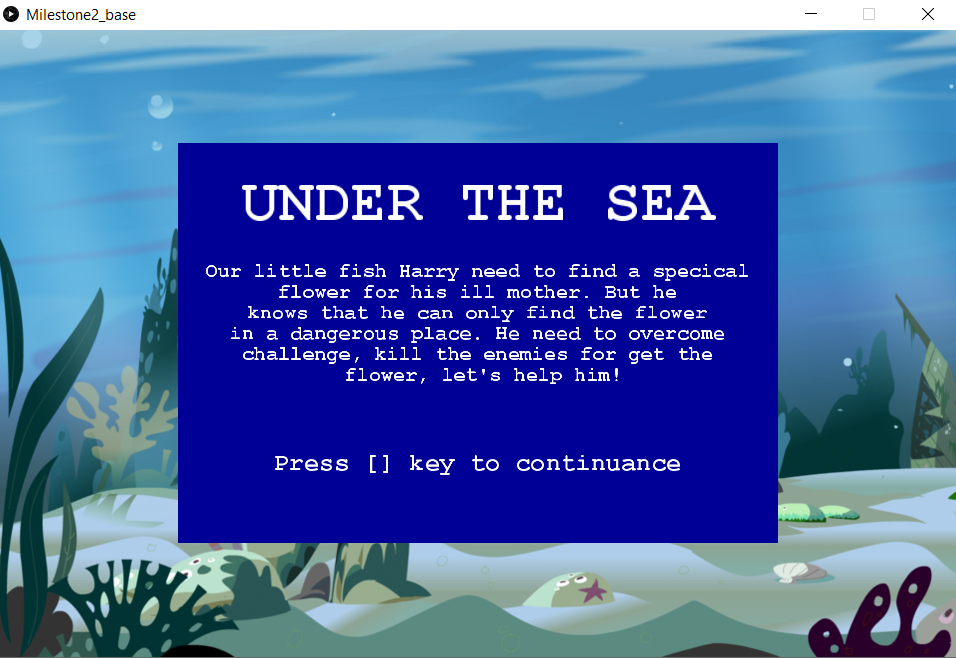 Milestone2_base
UNDER THE SEA
Our little fish Harry need to find a specical
flower for his ill mother. But he
knows that he can only find the flower
in a dangerous place. He need to overcome
challenge, kill the enemies for get the
flower, let's help him!
Press [] key to continuance